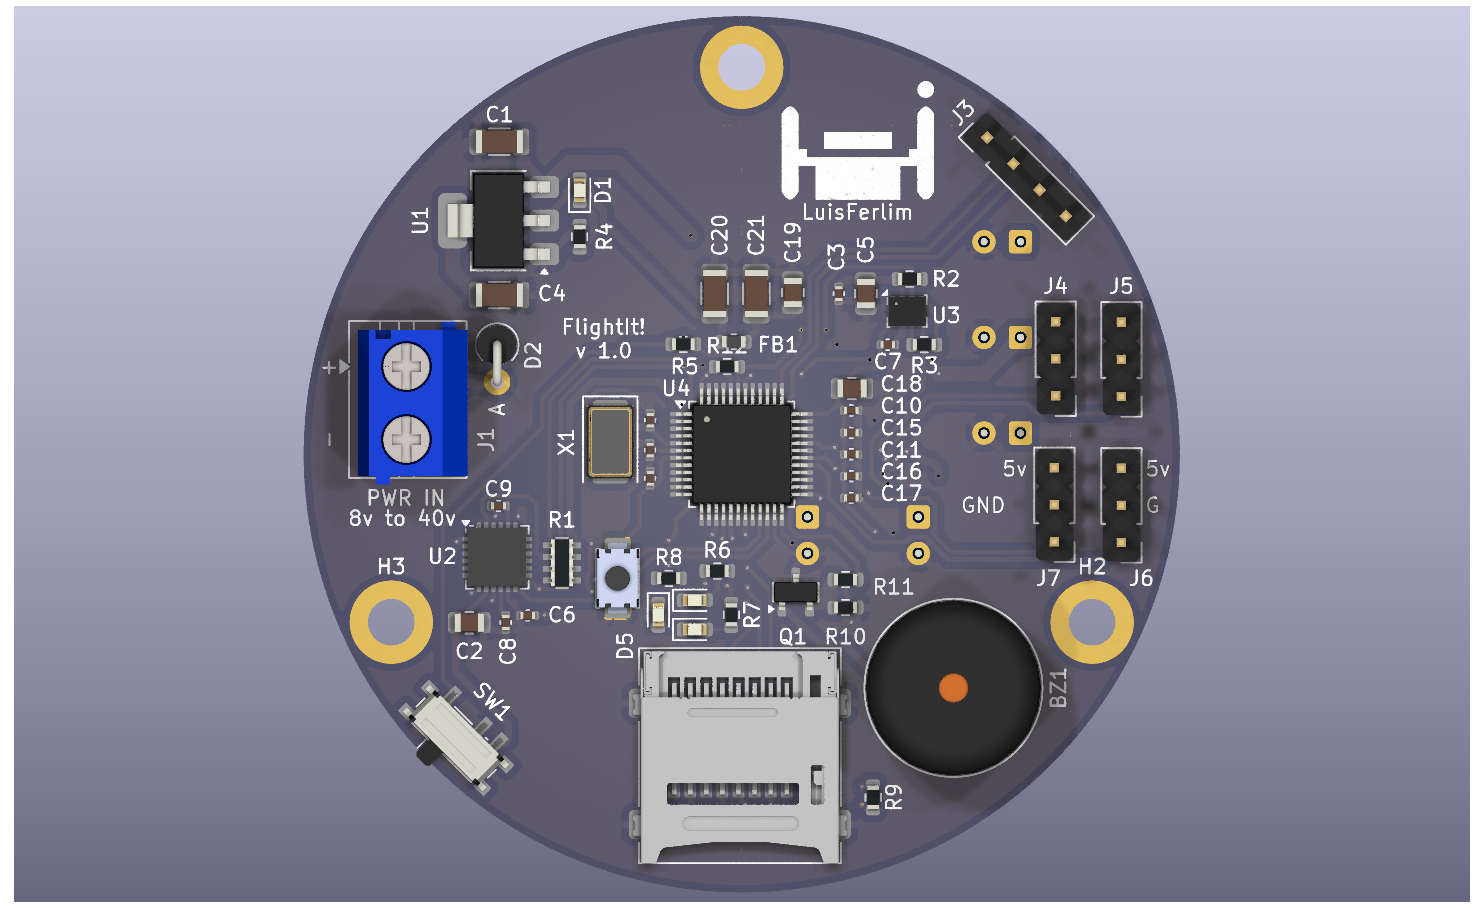 C1
J3
D1
U1
LuisFerlim
R4
C20
C21
C19
C3
C5
R2
C4
J4
J5
U3
FlightIt!
v 1.0
R12
FB1
D2
C7
R3
R5
U4
C18
+
A
C10
C15
X1
J1
C11
-
5v
5v
C16
PWR IN
C9
C17
8v to 40v
GND
G
R1
U2
R8
R6
H3
H2
J7
J6
R11
C6
R7
C2
C8
D5
Q1
R10
SW1
BZ1
R9